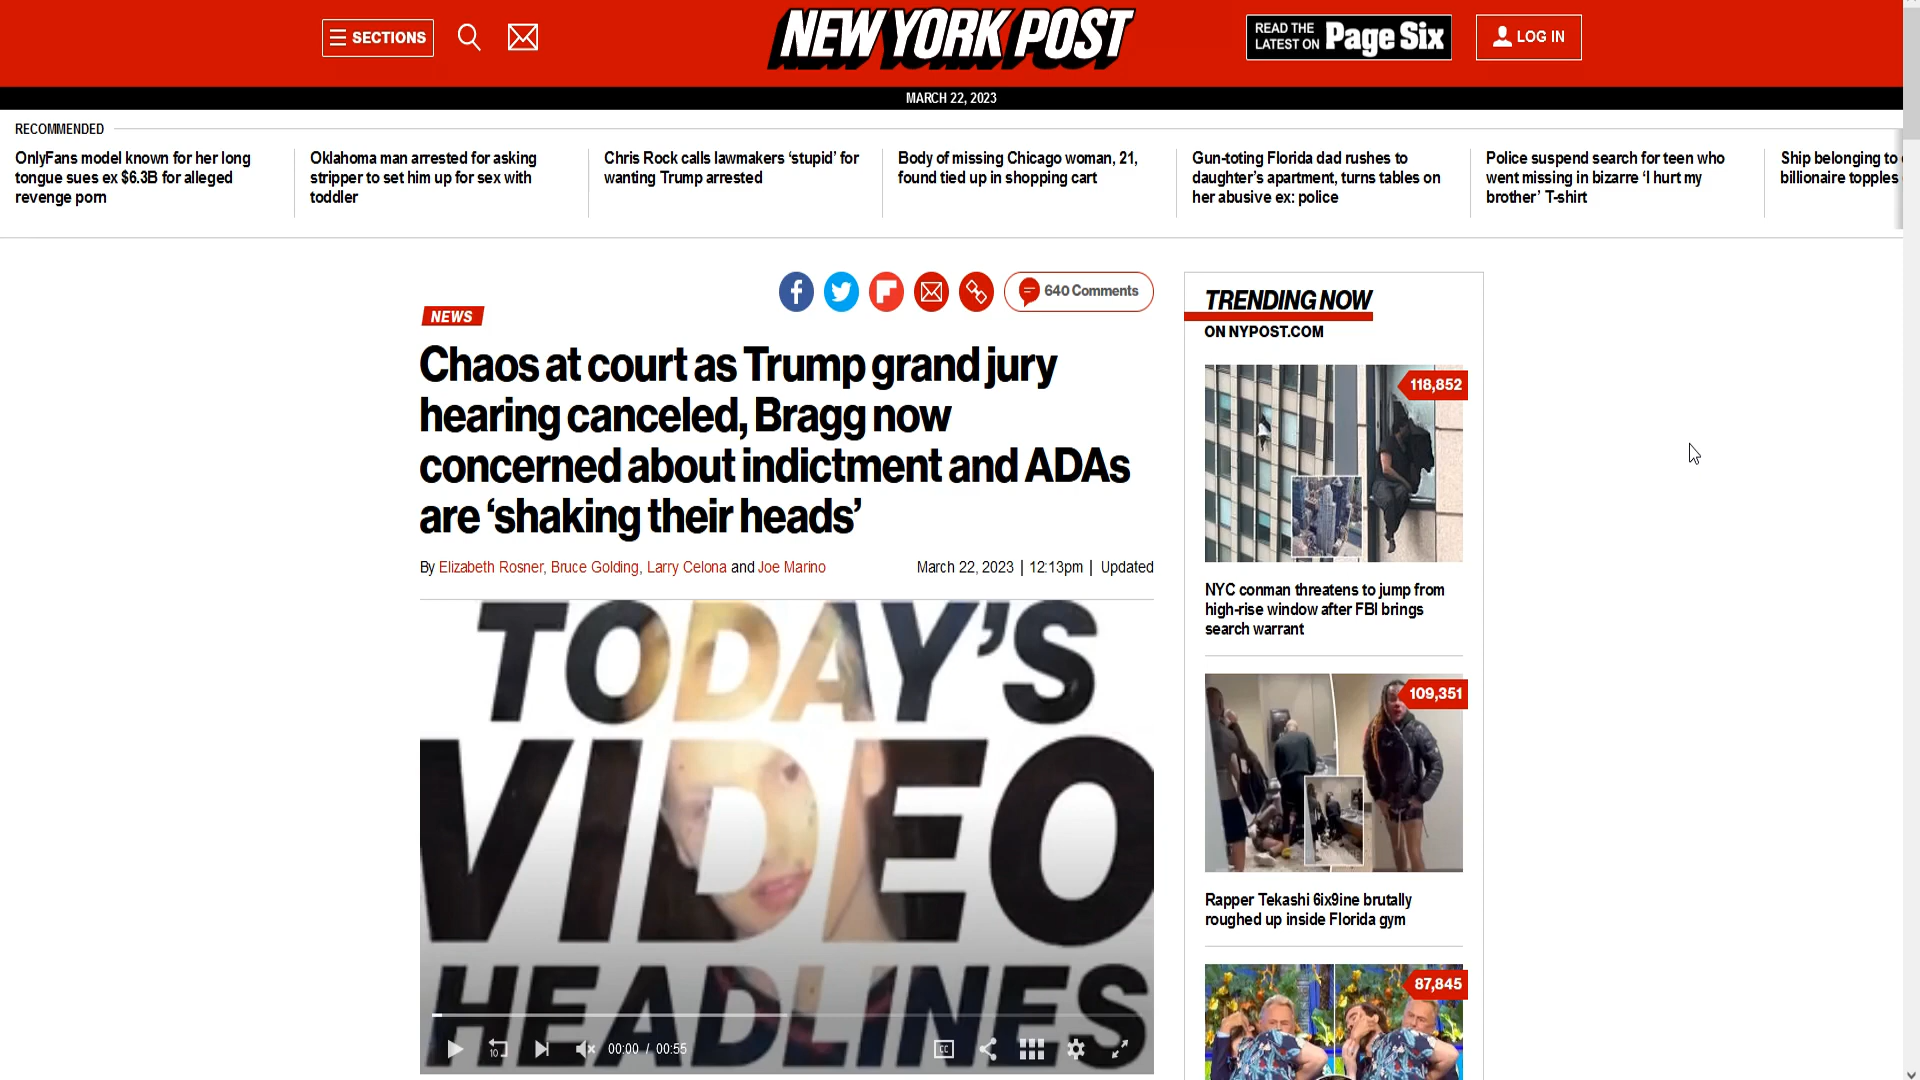 SECTIONS
NEW YORK POST
READ THE
LATEST ON
Page Six
LOG IN
MARCH 22, 2023
RECOMMENDED
OnlyFans model known for her long
tongue sues ex $6.3B for alleged
revenge porn
Oklahoma man arrested for asking
stripper to set him up for sex with
toddler
Chris Rock calls lawmakers ‘stupid’ for
wanting Trump arrested
Body of missing Chicago woman, 21,
found tied up in shopping cart
Gun-toting Florida dad rushes to
daughter’s apartment, turns tables on
her abusive ex: police
Police suspend search for teen who
went missing in bizarre ‘I hurt my
brother’ T-shirt
Ship belonging to
billionaire topples
640 Comments
NEWS
Chaos at court as Trump grand jury
hearing canceled, Bragg now
concerned about indictment and ADAs
are ‘shaking their heads’
By Elizabeth Rosner, Bruce Golding, Larry Celona and Joe Marino
March 22, 2023 | 12:13pm | Updated
TODAY’S
VIDEO
HEADLINES
10
00:00 / 00:55
CC
TRENDING NOW
ON NYPOST.COM
118,852
NYC conman threatens to jump from
high-rise window after FBI brings
search warrant
109,351
Rapper Tekashi 6ix9ine brutally
roughed up inside Florida gym
87,845